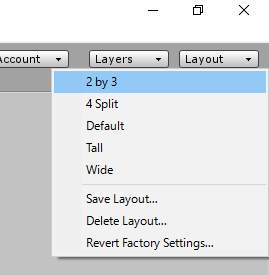 Account Layers Layout
2 by 3
4 Split
Default
Tall
Wide
Save Layout...
Delete Layout...
Revert Factory Settings...